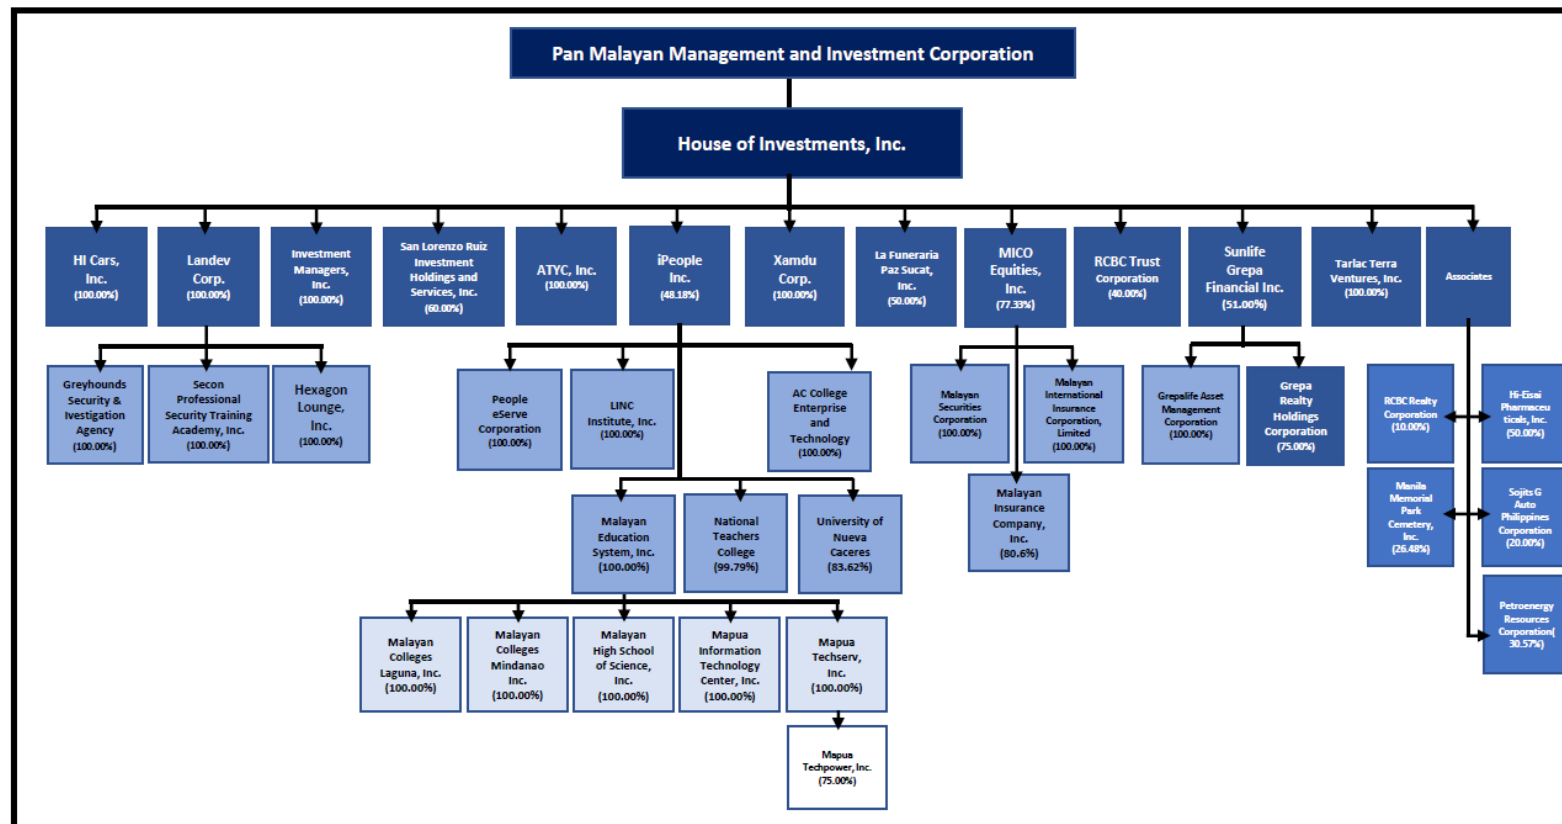 Pan Malayan Management and Investment Corporation
House of Investments, Inc.
HI Cars,
Inc.
(100.00%)
Landev
Corp.
(100.00%)
Investment
Managers,
Inc.
(100.00%)
San Lorenzo Ruiz
Investment
Holdings and
Services, Inc.
(60.00%)
ATYC, Inc.
(100.00%)
iPeople
Inc.
(48.18%)
Xamdu
Corp.
(100.00%)
La Funeraria
Paz Sucat,
Inc.
(50.00%)
MICO
Equities,
Inc.
(77.33%)
RCBC Trust
Corporation
(40.00%)
Sunlife
Grepa
Financial Inc.
(51.00%)
Tarlac Terra
Ventures, Inc.
(100.00%)
Associates
Greyhounds
Security &
Ivestigation
Agency
(100.00%)
Secon
Professional
Security Training
Academy, Inc.
(100.00%)
Hexagon
Lounge,
Inc.
(100.00%)
People
eServe
Corporation
(100.00%)
LINC
Institute, Inc.
(100.00%)
AC College
Enterprise
and
Technology
(100.00%)
Malayan
Securities
Corporation
(100.00%)
Malayan
International
Insurance
Corporation,
Limited
(100.00%)
Grepalife Asset
Management
Corporation
(100.00%)
Grepa
Realty
Holdings
Corporation
(75.00%)
RCBC Realty
Corporation
(10.00%)
Hi-Eisai
Pharmaceu
ticals, Inc.
(50.00%)
Malayan
Education
System, Inc.
(100.00%)
National
Teachers
College
(99.79%)
University of
Nueva
Caceres
(83.62%)
Malayan
Insurance
Company,
Inc.
(80.6%)
Manila
Memorial
Park
Cemetery,
Inc.
(26.48%)
Sojits G
Auto
Philippines
Corporation
(20.00%)
Malayan
Colleges
Laguna, Inc.
(100.00%)
Malayan
Colleges
Mindanao
Inc.
(100.00%)
Malayan
High School
of Science,
Inc.
(100.00%)
Mapua
Information
Technology
Center, Inc.
(100.00%)
Mapua
Techserv,
Inc.
(100.00%)
Petroenergy
Resources
Corporation(
30.57%)
Mapua
Techpower, Inc.
(75.00%)